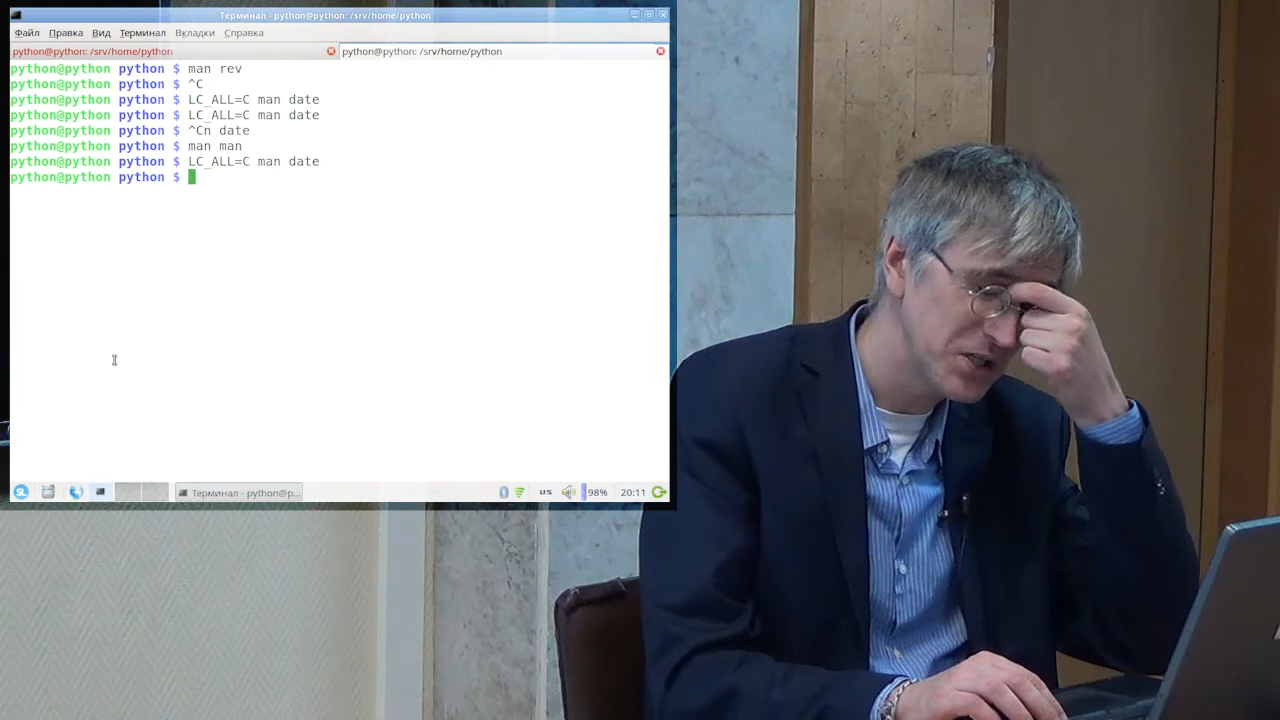 Терминал - python@python: /srv/home/python
Файл Правка Вид Терминал Вкладки Справка
python@python: /srv/home/python python@python: /srv/home/python
python@python python $ man rev
python@python python $ ^C
python@python python $ LC_ALL=C man date
python@python python $ LC_ALL=C man date
python@python python $ ^Cn date
python@python python $ man man
python@python python $ LC_ALL=C man date
python@python python $
Терминал - python@p... us 98% 20:11